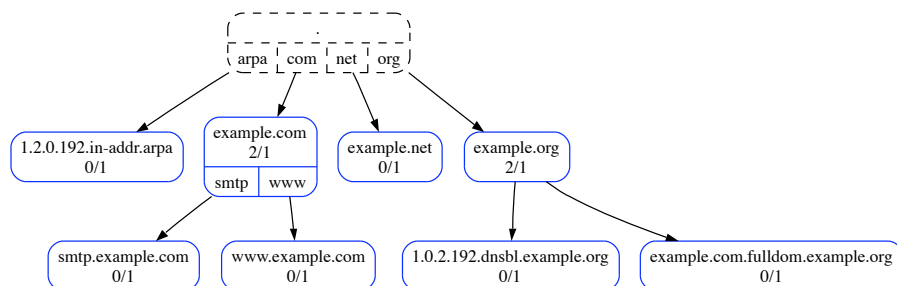 .
arpa com net org
1.2.0.192.in-addr.arpa
0/1
example.com
2/1
smtp www
example.net
0/1
example.org
2/1
smtp.example.com
0/1
www.example.com
0/1
1.0.2.192.dnsbl.example.org
0/1
example.com.fulldom.example.org
0/1